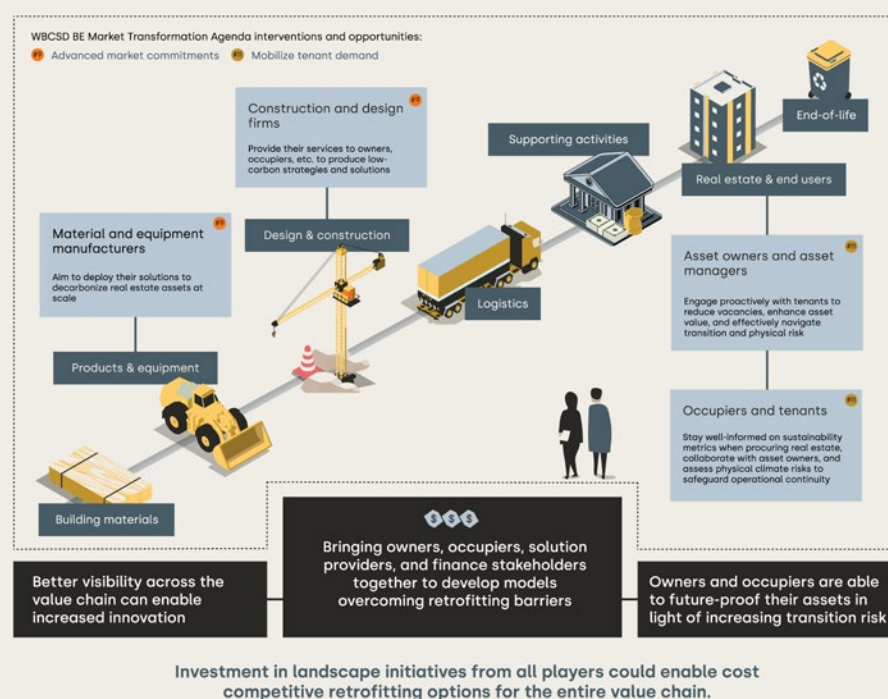 WBCSD BE Market Transformation Agenda interventions and opportunities:
#9 Advanced market commitments #11 Mobilize tenant demand
Construction and design
firms
#9
Provide their services to owners,
occupiers, etc. to produce low-
carbon strategies and solutions
Design & construction
Material and equipment
manufacturers
#9
Aim to deploy their solutions to
decarbonize real estate assets at
scale
Products & equipment
Building materials
Logistics
Supporting activities
End-of-life
Real estate & end users
Asset owners and asset
managers
#11
Engage proactively with tenants to
reduce vacancies, enhance asset
value, and effectively navigate
transition and physical risk
Occupiers and tenants
#11
Stay well-informed on sustainability
metrics when procuring real estate,
collaborate with asset owners, and
assess physical climate risks to
safeguard operational continuity
Better visibility across the
value chain can enable
increased innovation
$ $ $
Bringing owners, occupiers, solution
providers, and finance stakeholders
together to develop models
overcoming retrofitting barriers
Owners and occupiers are able
to future-proof their assets in
light of increasing transition risk
Investment in landscape initiatives from all players could enable cost
competitive retrofitting options for the entire value chain.